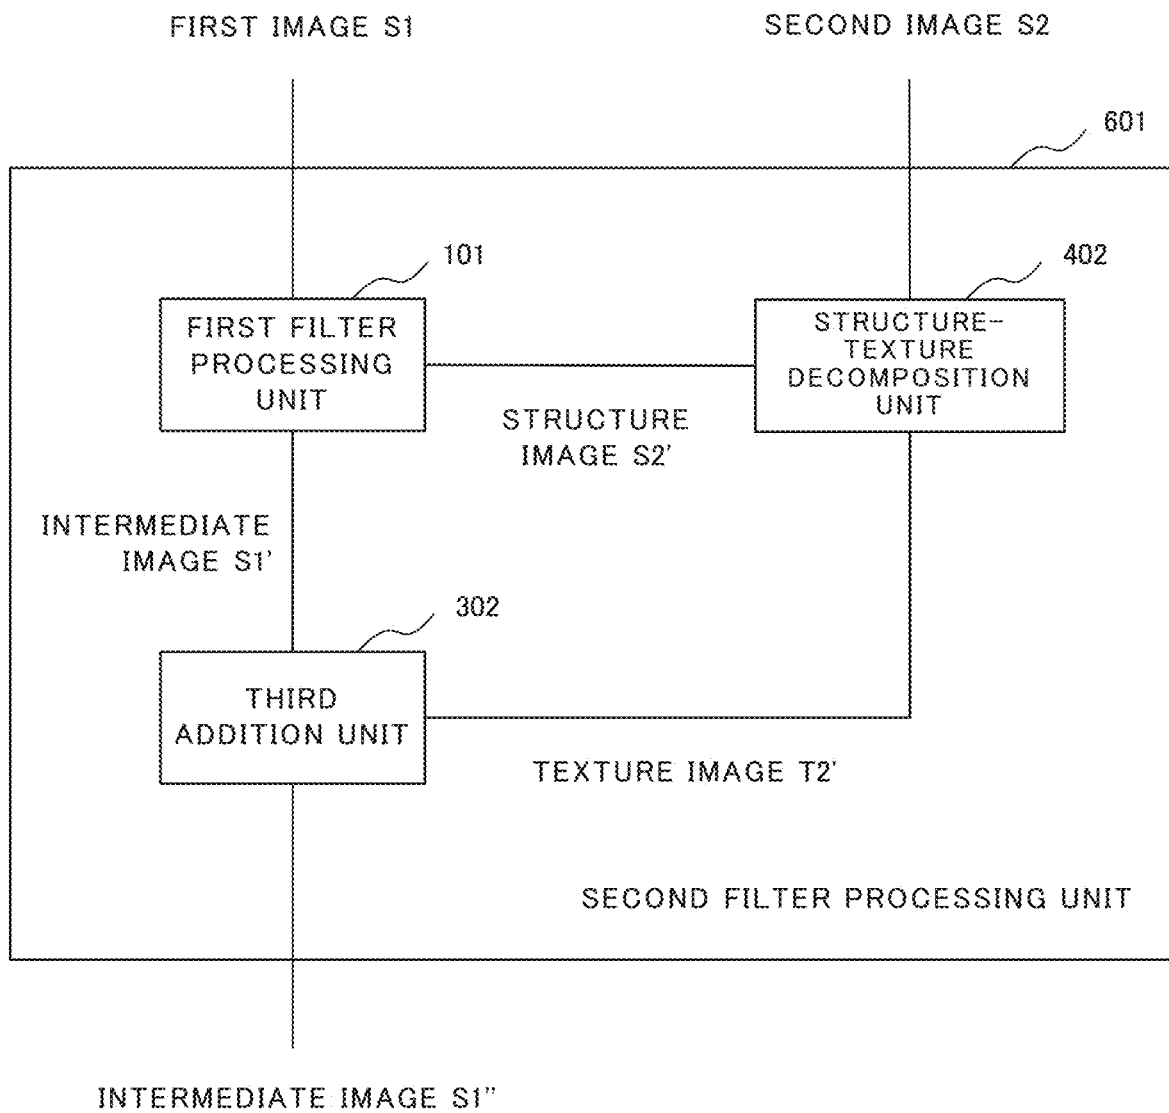 FIRST IMAGE S1
SECOND IMAGE S2
601
101
402
FIRST FILTER
PROCESSING
UNIT
STRUCTURE-
TEXTURE
DECOMPOSITION
UNIT
STRUCTURE
IMAGE S2'
INTERMEDIATE
IMAGE S1'
302
THIRD
ADDITION UNIT
TEXTURE IMAGE T2'
SECOND FILTER PROCESSING UNIT
INTERMEDIATE IMAGE S1''